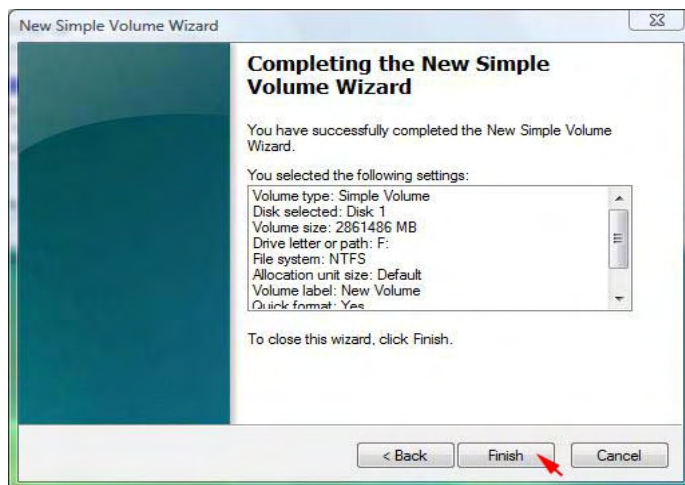 New Simple Volume Wizard
Completing the New Simple
Volume Wizard
You have successfully completed the New Simple Volume
Wizard.
You selected the following settings:
Volume type: Simple Volume
Disk selected: Disk 1
Volume size: 2861486 MB
Drive letter or path: F:
File system: NTFS
Allocation unit size: Default
Volume label: New Volume
Quick format: Yes
To close this wizard, click Finish.
< Back
Finish
Cancel